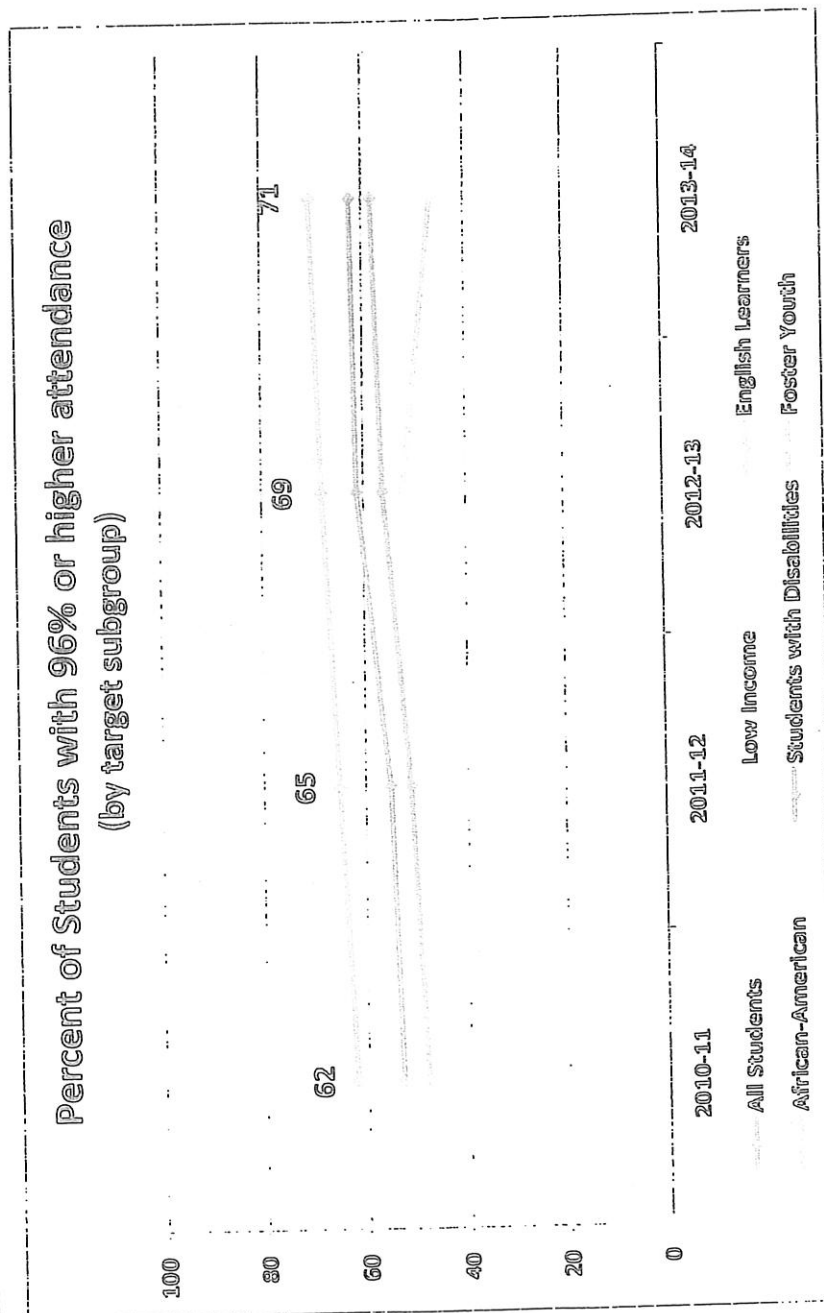 Percent of Students with 96% or higher attendance
(by target subgroup)
100
80
60
40
20
0
62
65
69
71
2010-11
2011-12
2012-13
2013-14
All Students
Low Income
English Learners
African-American
Students with Disabilities
Foster Youth